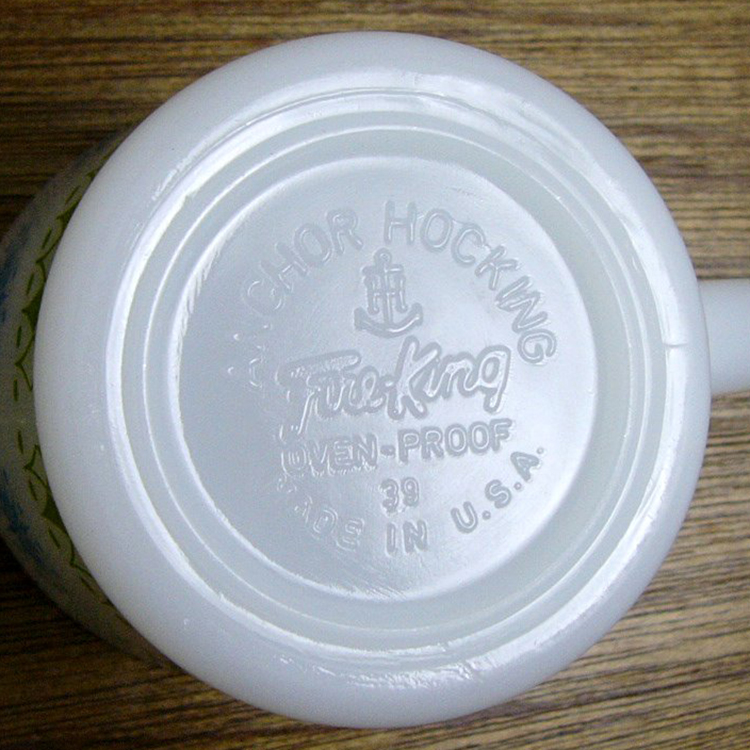 ANCHOR HOCKING
H
Fire-King
OVEN-PROOF
39
MADE IN U.S.A.